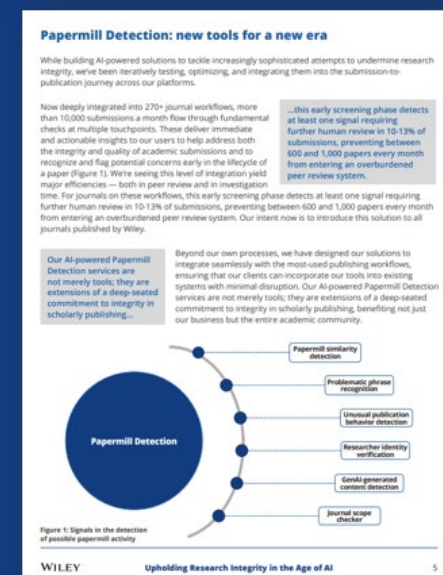 Papermill Detection: new tools for a new era
While building AI-powered solutions to tackle increasingly sophisticated attempts to undermine research
integrity, we've been iteratively testing, optimizing, and integrating them into the submission-to-
publication journey across our platforms.
Now deeply integrated into 270+ journal workflows, more
than 10,000 submissions a month flow through fundamental
checks at multiple touchpoints. These deliver immediate
and actionable insights to our users to help address both
the integrity and quality of academic submissions and to
recognize and flag potential concerns early in the lifecycle of
a paper (Figure 1). We're seeing this level of integration yield
major efficiencies — both in peer review and in investigation
time. For journals on these workflows, this early screening phase detects at least one signal requiring
further human review in 10-13% of submissions, preventing between 600 and 1,000 papers every month
from entering an overburdened peer review system. Our intent now is to introduce this solution to all
journals published by Wiley.
...this early screening phase detects
at least one signal requiring
further human review in 10-13% of
submissions, preventing between
600 and 1,000 papers every month
from entering an overburdened
peer review system.
Our AI-powered Papermill
Detection services are
not merely tools; they are
extensions of a deep-seated
commitment to integrity in
scholarly publishing...
Beyond our own processes, we have designed our solutions to
integrate seamlessly with the most-used publishing workflows,
ensuring that our clients can incorporate our tools into existing
systems with minimal disruption. Our AI-powered Papermill Detection
services are not merely tools; they are extensions of a deep-seated
commitment to integrity in scholarly publishing, benefiting not just
our business but the entire academic community.
Papermill Detection
Papermill similarity
detection
Problematic phrase
recognition
Unusual publication
behavior detection
Researcher identity
verification
GenAI-generated
content detection
Journal scope
checker
Figure 1: Signals in the detection
of possible papermill activity
WILEY
Upholding Research Integrity in the Age of AI
5